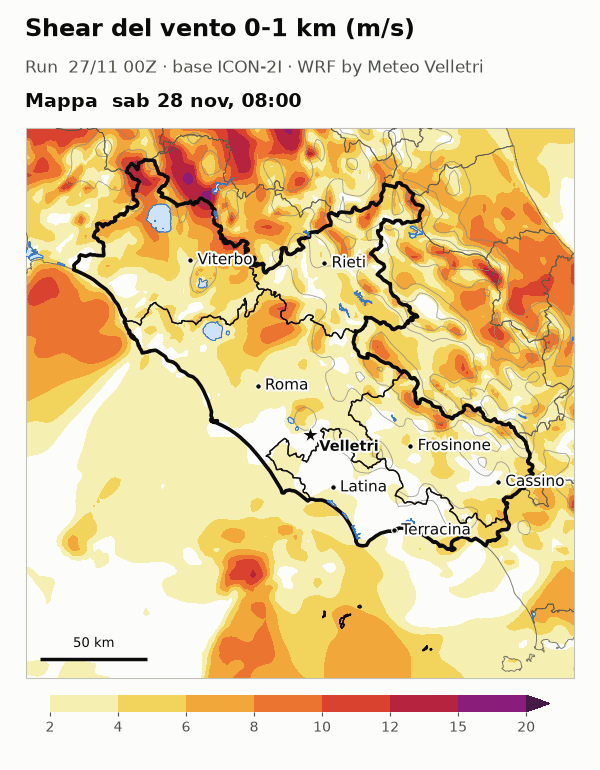 Shear del vento 0-1 km (m/s)
Run  27/11 00Z · base ICON-2I · WRF by Meteo Velletri
Mappa  sab 28 nov, 08:00
Viterbo
Rieti
Roma
Velletri
Frosinone
Cassino
Latina
Terracina
50 km
2 4 6 8 10 12 15 20